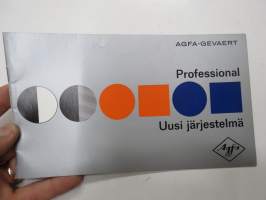 AGFA-GEVAERT
Professional
Uusi järjestelmä
Agfa